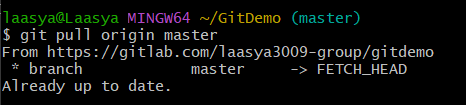 laasya@Laasya MINGW64 ~/GitDemo (master)
$ git pull origin master
From https://gitlab.com/laasya3009-group/gitdemo
 * branch            master     -> FETCH_HEAD
Already up to date.